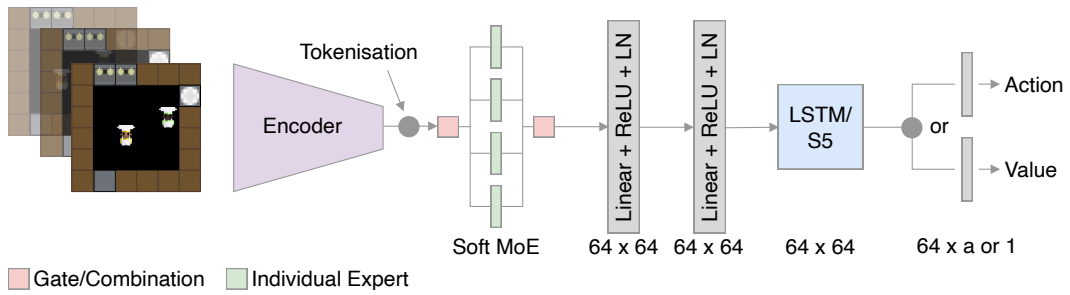 Tokenisation
Encoder
Soft MoE
Linear + ReLU + LN
64 x 64
Linear + ReLU + LN
64 x 64
LSTM/
S5
64 x 64
or
Action
Value
64 x a or 1
Gate/Combination
Individual Expert